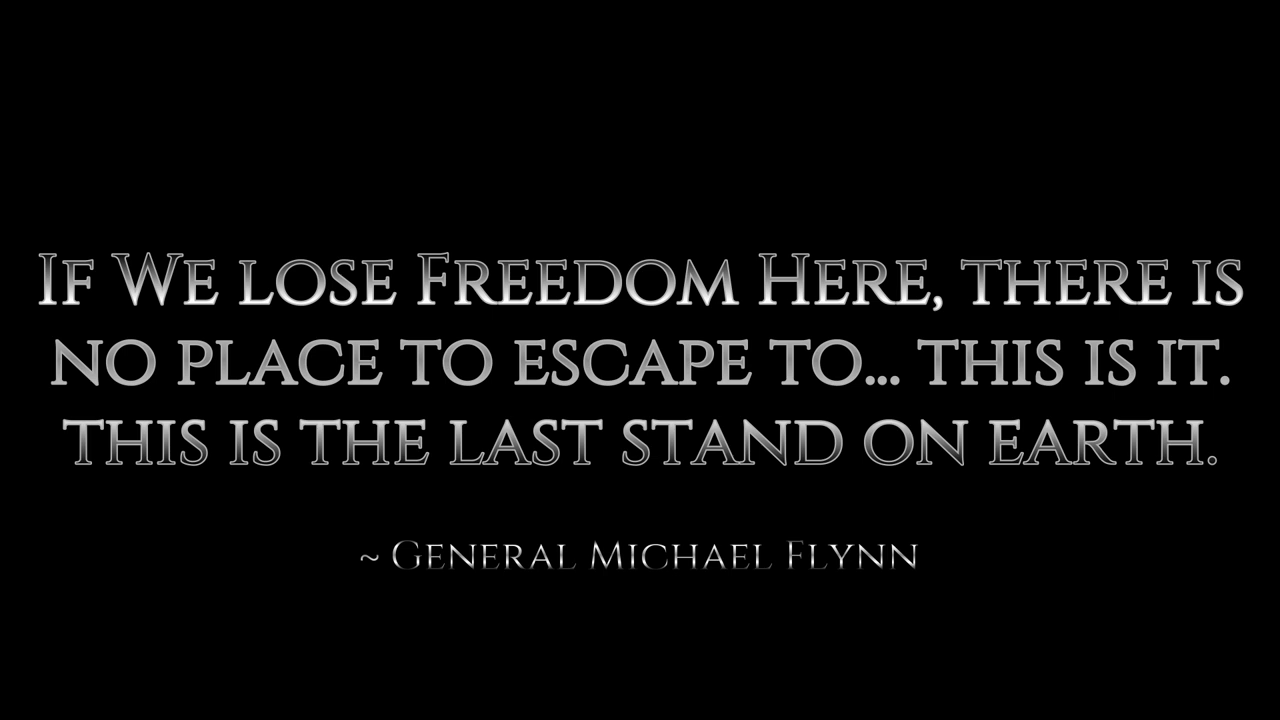 If We lose Freedom Here, there is
no place to escape to... this is it.
this is the last stand on earth.
~ General Michael Flynn